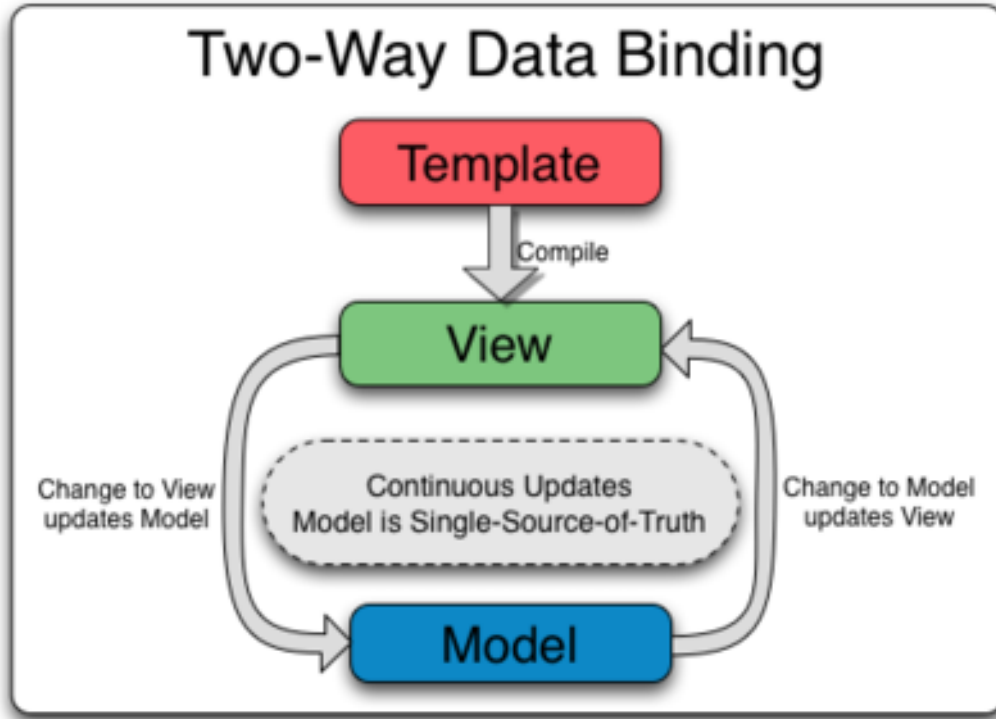 Two-Way Data Binding
Template
Compile
View
Change to View
updates Model
Continuous Updates
Model is Single-Source-of-Truth
Change to Model
updates View
Model